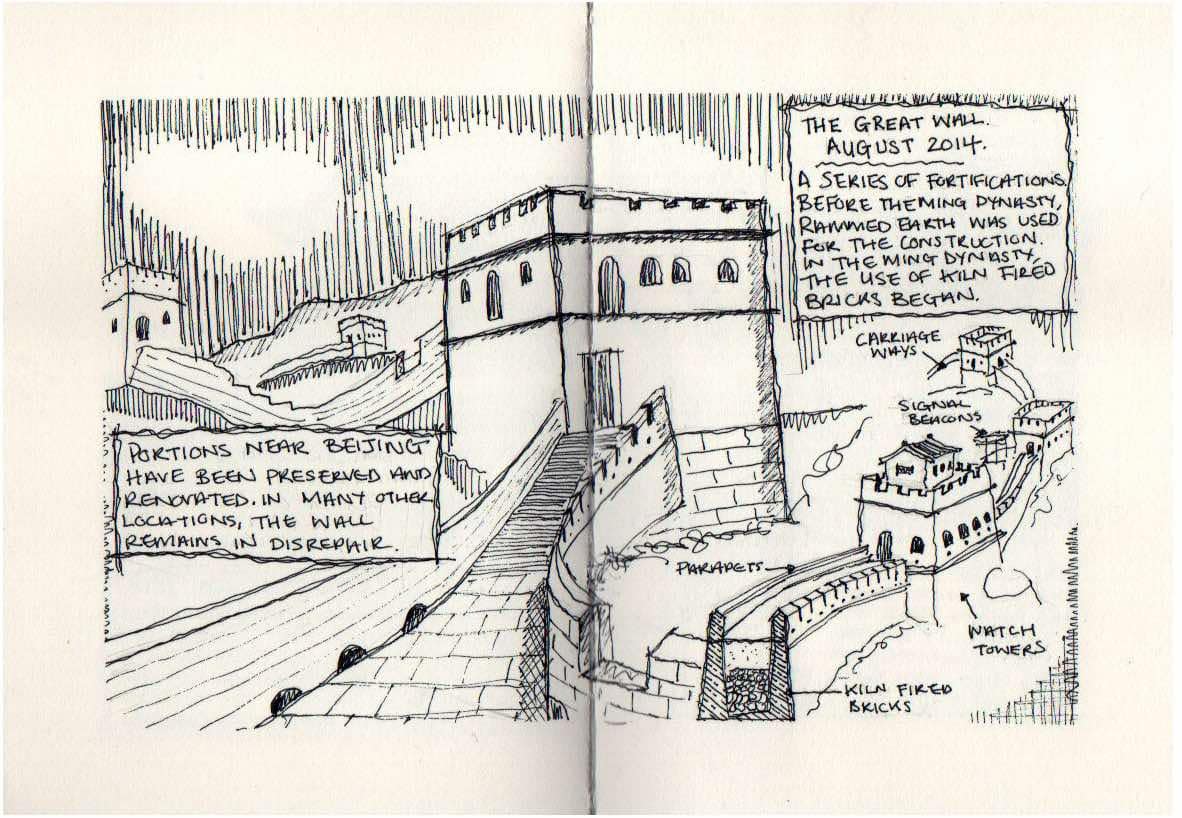 THE GREAT WALL.
AUGUST 2014.
A SERIES OF FORTIFICATIONS.
BEFORE THE MING DYNASTY,
RAMMED EARTH WAS USED
FOR THE CONSTRUCTION.
IN THE MING DYNASTY,
THE USE OF KILN FIRED
BRICKS BEGAN.
CARRIAGE
WAYS
SIGNAL
BEACONS
PORTIONS NEAR BEIJING
HAVE BEEN PRESERVED AND
RENOVATED. IN MANY OTHER
LOCATIONS, THE WALL
REMAINS IN DISREPAIR.
PARAPETS
WATCH
TOWERS
KILN FIRED
BRICKS